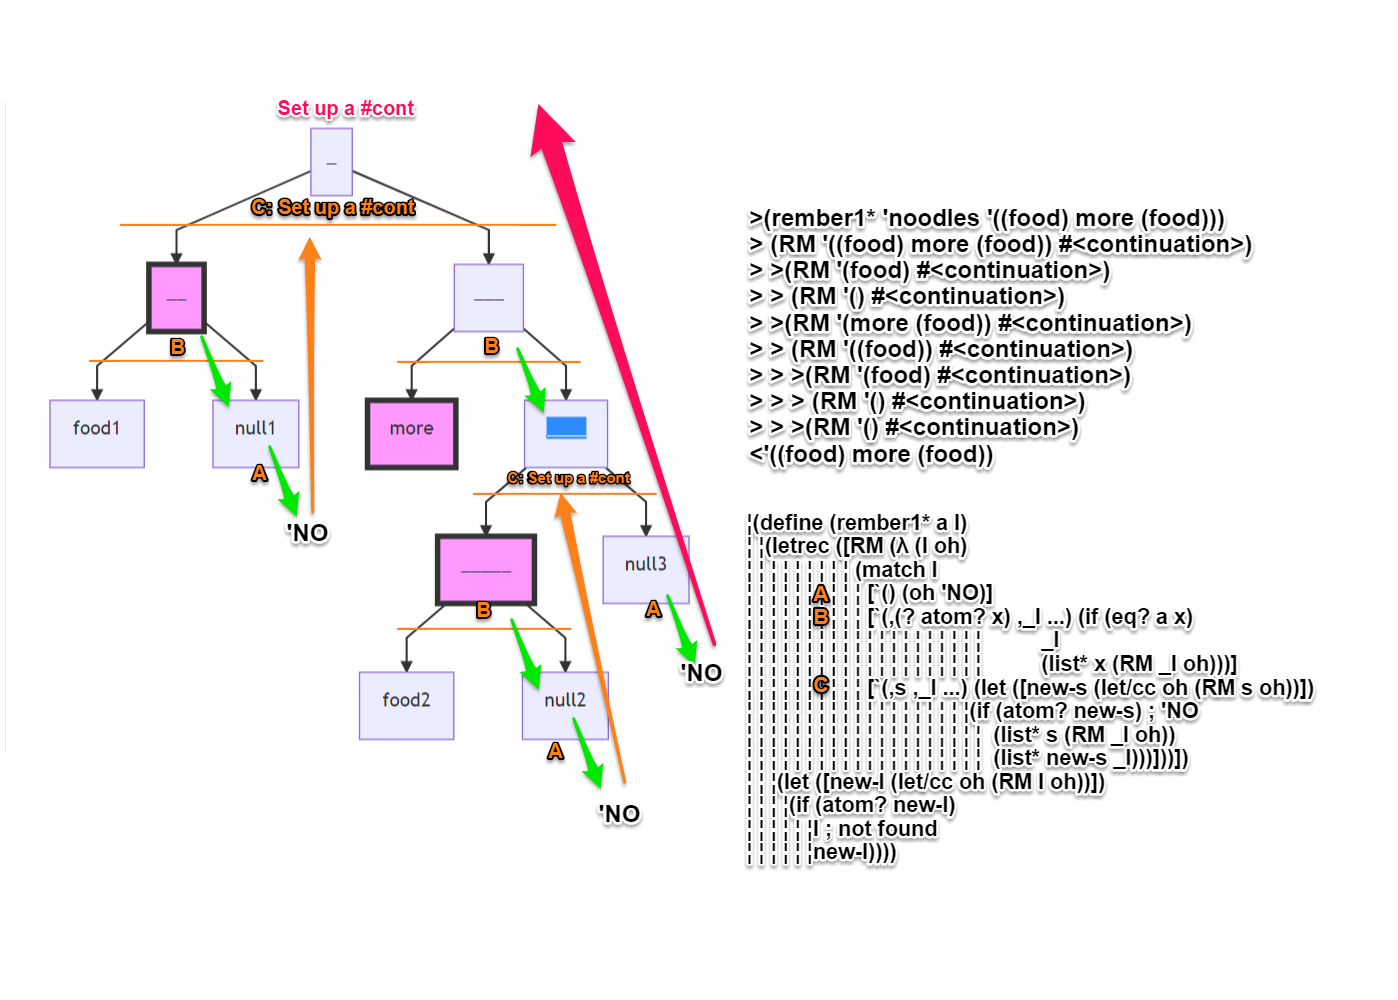 Set up a #cont
_
C: Set up a #cont
__
___
B
B
food1
null1
more
A
C: Set up a #cont
'NO
_____
null3
B
A
'NO
food2
null2
A
'NO
>(rember1* 'noodles '((food) more (food)))
> (RM '((food) more (food)) #<continuation>)
> >(RM '(food) #<continuation>)
> > (RM '() #<continuation>)
> >(RM '(more (food)) #<continuation>)
> > (RM '((food)) #<continuation>)
> > >(RM '(food) #<continuation>)
> > > (RM '() #<continuation>)
> > >(RM '() #<continuation>)
<'((food) more (food))
(define (rember1* a l)
(letrec ([RM (λ (l oh)
(match l
A [`() (oh 'NO)]
B [`(,(? atom? x) ,_l ...) (if (eq? a x)
_l
(list* x (RM _l oh)))]
C [`(,s ,_l ...) (let ([new-s (let/cc oh (RM s oh))])
(if (atom? new-s) ; 'NO
(list* s (RM _l oh))
(list* new-s _l)))]))])
(let ([new-l (let/cc oh (RM l oh))])
(if (atom? new-l)
l ; not found
new-l))))